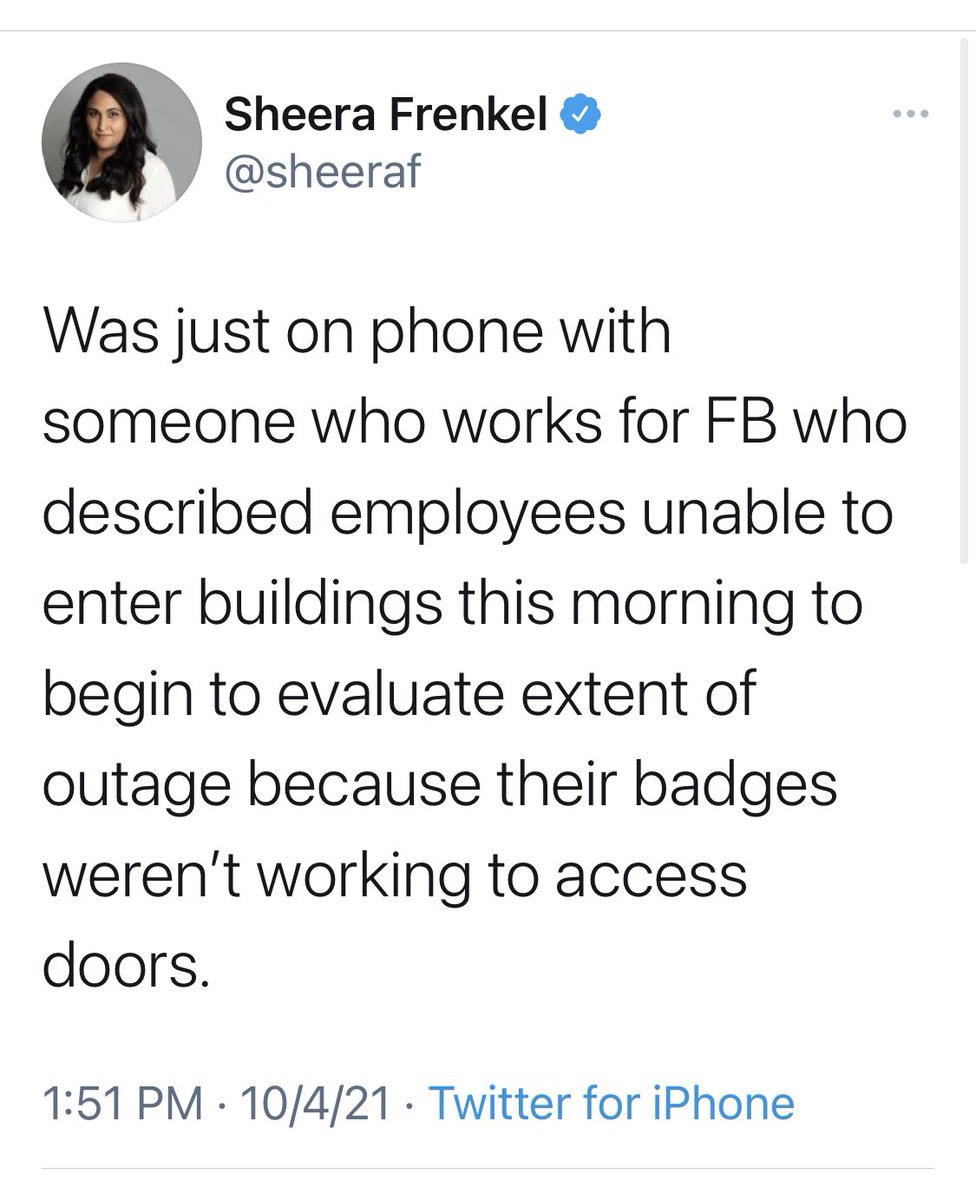 Sheera Frenkel
@sheeraf
Was just on phone with
someone who works for FB who
described employees unable to
enter buildings this morning to
begin to evaluate extent of
outage because their badges
weren’t working to access
doors.
1:51 PM · 10/4/21 · Twitter for iPhone